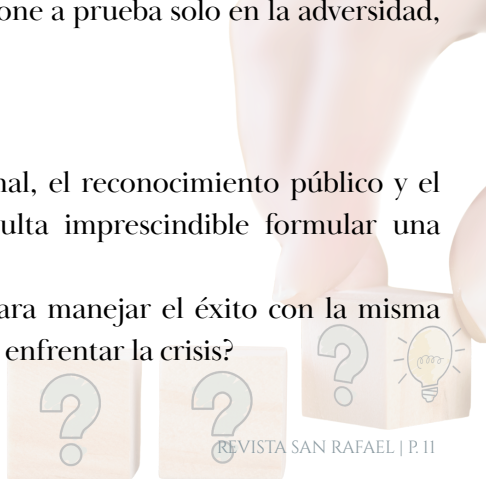 one a prueba solo en la adversidad,
nal, el reconocimiento público y el
ulta imprescindible formular una
ara manejar el éxito con la misma
enfrentar la crisis?
? ? ?
REVISTA SAN RAFAEL | P. 11